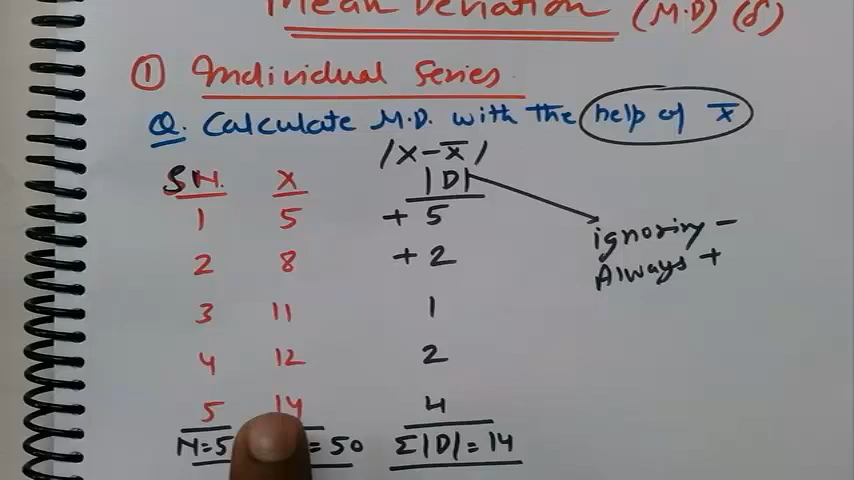 Mean Deviation (M.D) (δ)
① Individual Series
Q. Calculate M.D. with the help of x̄
/X-X̄/
SN. X |D|
1 5 + 5
ignoring -
2 8 + 2
Always +
3 11 1
4 12 2
5 14 4
N=5 =50 Σ|D|=14